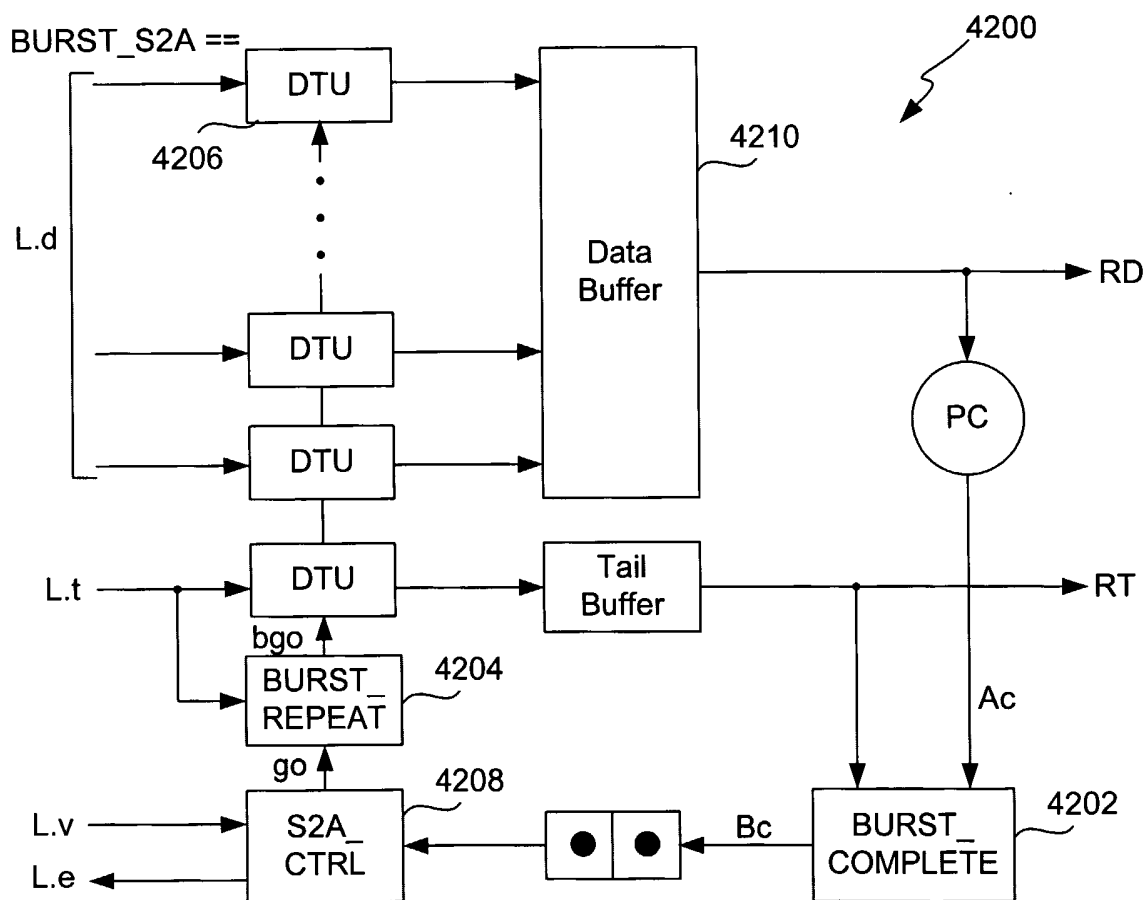 BURST_S2A ==
4200
DTU
4206
4210
L.d
Data
Buffer
RD
DTU
PC
DTU
L.t
DTU
Tail
Buffer
RT
bgo
BURST_
REPEAT
4204
Ac
go
4208
L.v
S2A_
CTRL
Bc
BURST_
COMPLETE
4202
L.e